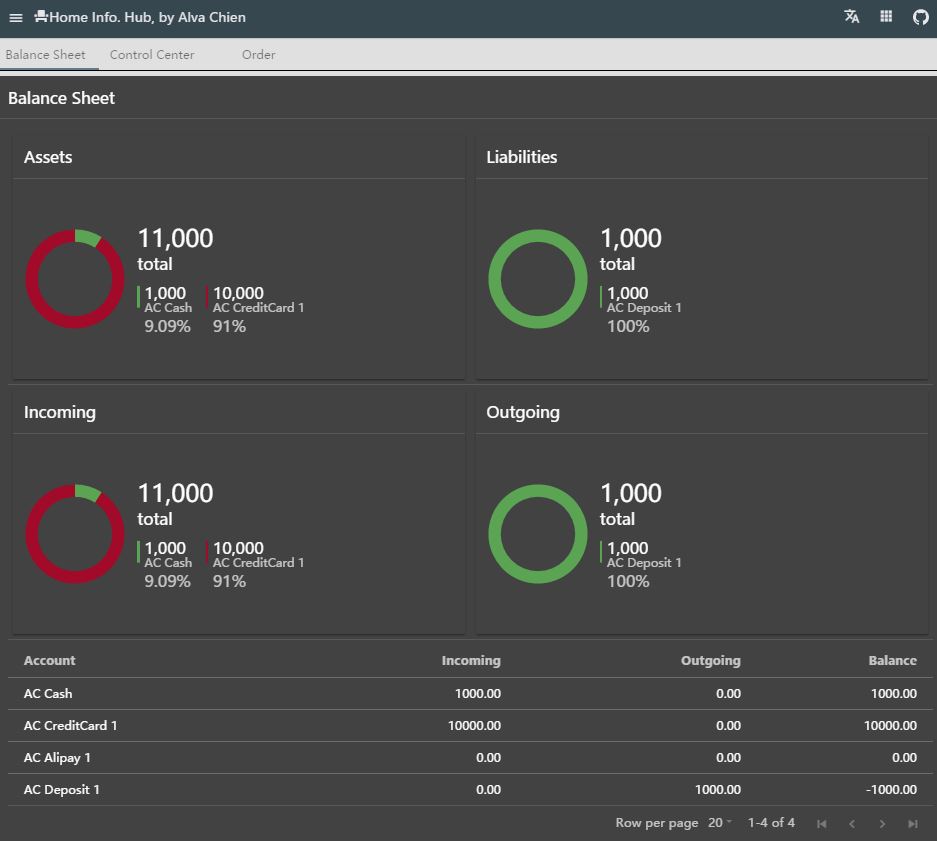 Home Info. Hub, by Alva Chien
Balance Sheet Control Center Order
Balance Sheet
Assets
11,000
total
1,000 10,000
AC Cash AC CreditCard 1
9.09% 91%
Liabilities
1,000
total
1,000
AC Deposit 1
100%
Incoming
11,000
total
1,000 10,000
AC Cash AC CreditCard 1
9.09% 91%
Outgoing
1,000
total
1,000
AC Deposit 1
100%
Account Incoming Outgoing Balance
AC Cash 1000.00 0.00 1000.00
AC CreditCard 1 10000.00 0.00 10000.00
AC Alipay 1 0.00 0.00 0.00
AC Deposit 1 0.00 1000.00 -1000.00
Row per page 20 1-4 of 4